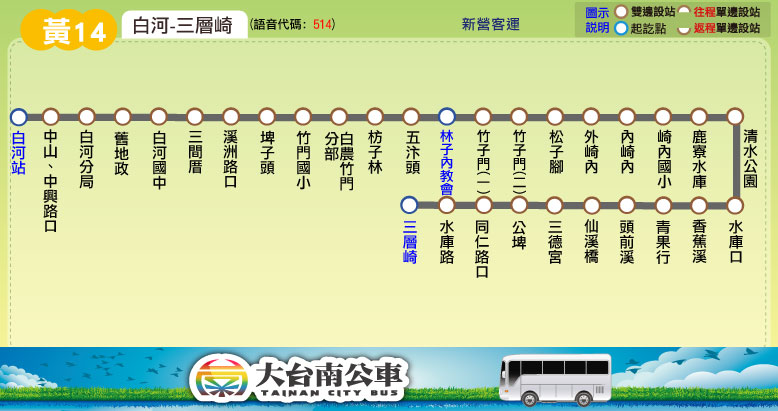 黃14
白河-三層崎
(語音代碼: 514)
新營客運
圖示說明
雙邊設站
往程單邊設站
起訖點
返程單邊設站
白河站
中山、中興路口
白河分局
舊地政
白河國中
三間厝
溪洲路口
埤子頭
竹門國小
白農竹門分部
枋子林
五汴頭
林子內教會
竹子門(一)
竹子門(二)
松子腳
外崎內
內崎內
崎內國小
鹿寮水庫
清水公園
三層崎
水庫路
同仁路口
公埤
三德宮
仙溪橋
頭前溪
青果行
香蕉溪
水庫口
大台南公車
TAINAN CITY BUS